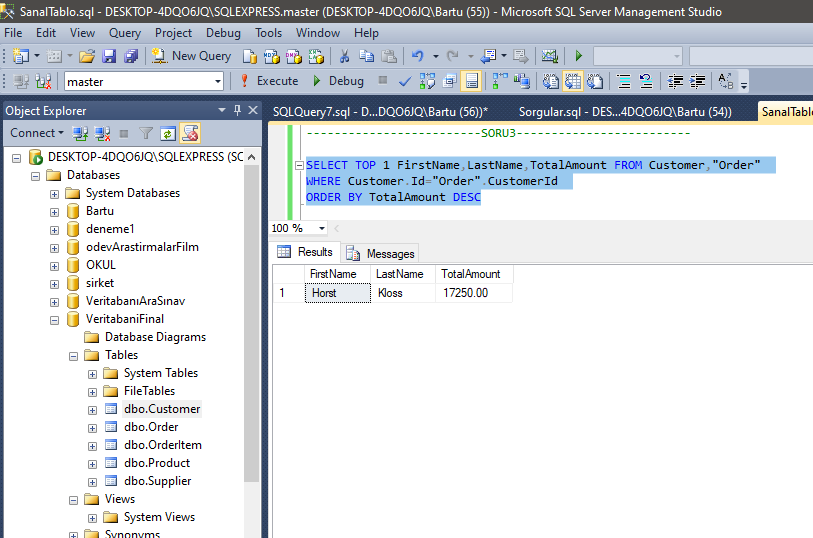 SanalTablo.sql - DESKTOP-4DQO6JQ\SQLEXPRESS.master (DESKTOP-4DQO6JQ\Bartu (55)) - Microsoft SQL Server Management Studio
File Edit View Query Project Debug Tools Window Help
New Query
master Execute Debug
Object Explorer
Connect
DESKTOP-4DQO6JQ\SQLEXPRESS (SC
Databases
System Databases
Bartu
deneme1
odevArastirmalarFilm
OKUL
sirket
VeritabanıAraSınav
VeritabaniFinal
Database Diagrams
Tables
System Tables
FileTables
dbo.Customer
dbo.Order
dbo.OrderItem
dbo.Product
dbo.Supplier
Views
System Views
Synonyms
SQLQuery7.sql - D...DQO6JQ\Bartu (56))* Sorgular.sql - DES...4DQO6JQ\Bartu (54)) SanalTabl
-------------------------SORU3-------------------------
SELECT TOP 1 FirstName,LastName,TotalAmount FROM Customer,"Order"
WHERE Customer.Id="Order".CustomerId
ORDER BY TotalAmount DESC
100 %
Results Messages
FirstName LastName TotalAmount
1 Horst Kloss 17250.00